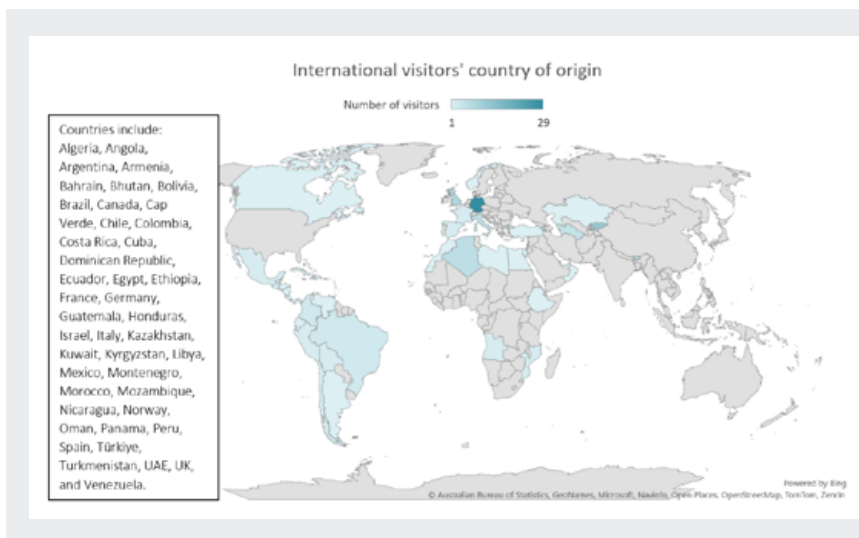 International visitors' country of origin
Number of visitors
1 29
Countries include:
Algeria, Angola,
Argentina, Armenia,
Bahrain, Bhutan, Bolivia,
Brazil, Canada, Cap
Verde, Chile, Colombia,
Costa Rica, Cuba,
Dominican Republic,
Ecuador, Egypt, Ethiopia,
France, Germany,
Guatemala, Honduras,
Israel, Italy, Kazakhstan,
Kuwait, Kyrgyzstan, Libya,
Mexico, Montenegro,
Morocco, Mozambique,
Nicaragua, Norway,
Oman, Panama, Peru,
Spain, Türkiye,
Turkmenistan, UAE, UK,
and Venezuela.
Powered by Bing
© Australian Bureau of Statistics, GeoNames, Microsoft, Navinfo, Open Places, OpenStreetMap, TomTom, Zenrin